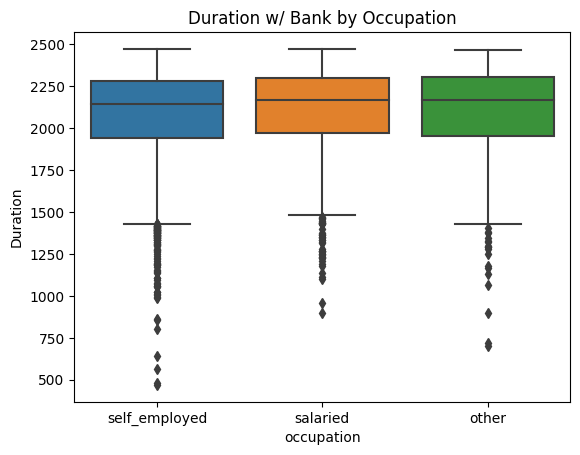 Duration w/ Bank by Occupation
2500
2250
2000
1750
1500
1250
1000
750
500
Duration
self_employed salaried other
occupation